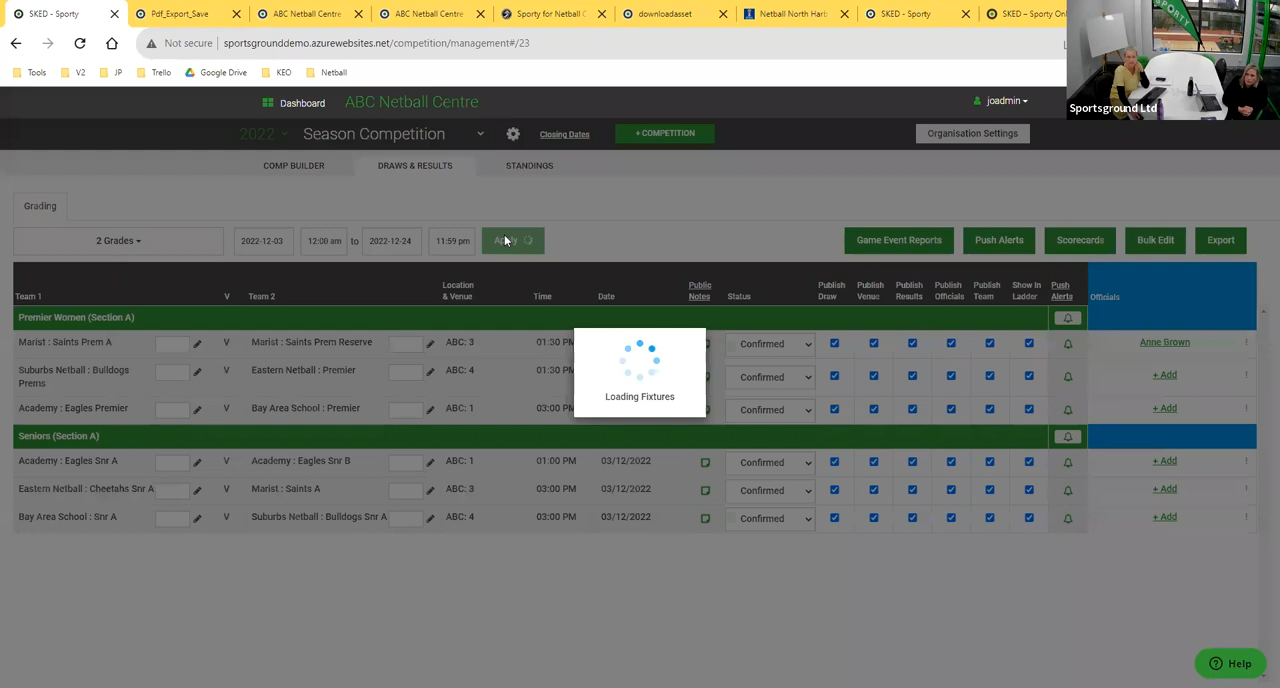 SKED - Sporty
Pdf_Export_Save
ABC Netball Centre
ABC Netball Centre
Sporty for Netball C
downloadasset
Netball North Harb
SKED - Sporty
SKED – Sporty Onl
Not secure
sportsgrounddemo.azurewebsites.net/competition/management#/23
Tools
V2
JP
Trello
Google Drive
KEO
Netball
SPORTY
Sportsground Ltd
Dashboard
ABC Netball Centre
joadmin
2022
Season Competition
Closing Dates
+ COMPETITION
Organisation Settings
COMP BUILDER
DRAWS & RESULTS
STANDINGS
Grading
2 Grades
2022-12-03
12:00 am
to
2022-12-24
11:59 pm
Apply
Game Event Reports
Push Alerts
Scorecards
Bulk Edit
Export
Team 1
V
Team 2
Location & Venue
Time
Date
Public Notes
Status
Publish Draw
Publish Venue
Publish Results
Publish Officials
Publish Team
Show In Ladder
Push Alerts
Officials
Premier Women (Section A)
Marist : Saints Prem A
V
Marist : Saints Prem Reserve
ABC: 3
01:30 PM
Confirmed
Anne Brown
Suburbs Netball : Bulldogs Prems
V
Eastern Netball : Premier
ABC: 4
01:30 P
Confirmed
+ Add
Academy : Eagles Premier
V
Bay Area School : Premier
ABC: 1
03:00 P
Confirmed
+ Add
Loading Fixtures
Seniors (Section A)
Academy : Eagles Snr A
V
Academy : Eagles Snr B
ABC: 1
01:00 PM
03/12/2022
Confirmed
+ Add
Eastern Netball : Cheetahs Snr A
V
Marist : Saints A
ABC: 3
03:00 PM
03/12/2022
Confirmed
+ Add
Bay Area School : Snr A
V
Suburbs Netball : Bulldogs Snr A
ABC: 4
03:00 PM
03/12/2022
Confirmed
+ Add
Help